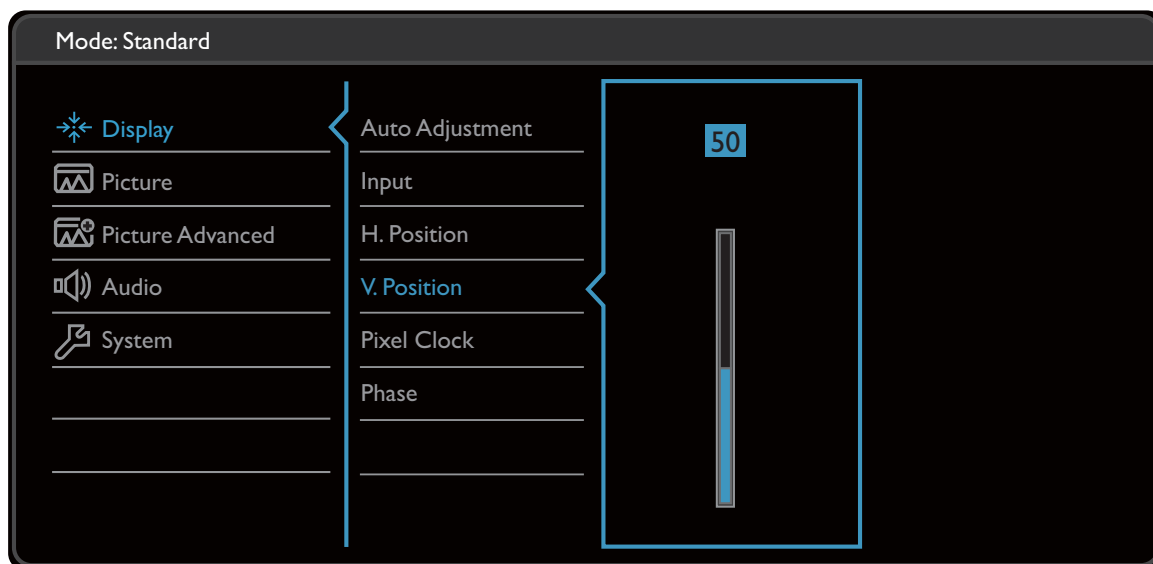 Mode: Standard
Display
Picture
Picture Advanced
Audio
System
Auto Adjustment
Input
H. Position
V. Position
Pixel Clock
Phase
50